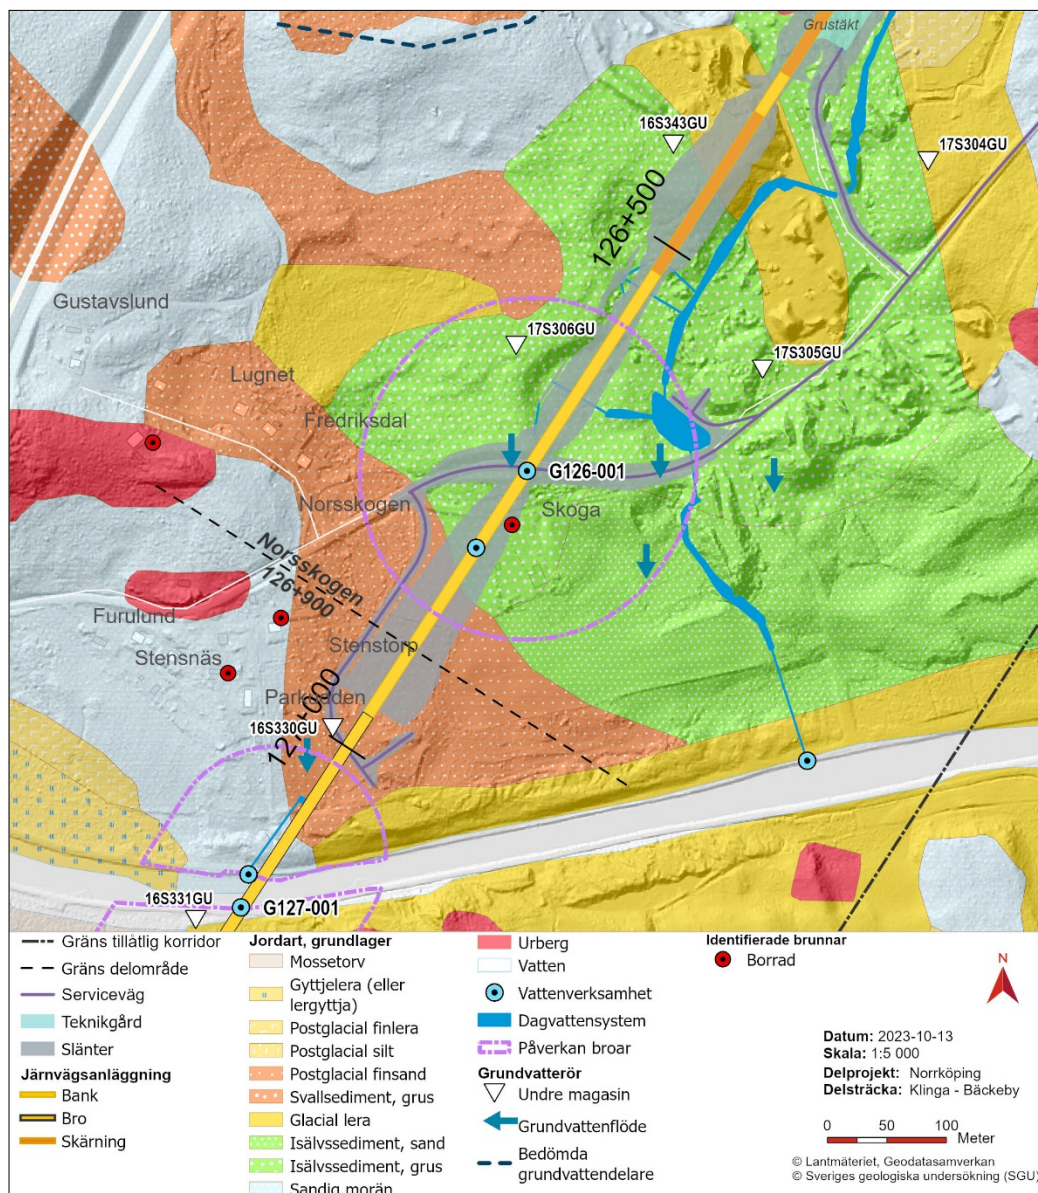 Grustäkt
16S343GU
17S304GU
126+500
Gustavslund
17S306GU
17S305GU
Lugnet
Fredriksdal
G126-001
Norsskogen
Skoga
Norsskogen
126+900
Furulund
Stenstorp
Stensnäs
Parkheden
16S330GU
127+000
16S331GU
G127-001
Gräns tillåtlig korridor
Gräns delområde
Serviceväg
Teknikgård
Slänter
Järnvägsanläggning
Bank
Bro
Skärning
Jordart, grundlager
Mossetorv
Gyttjelera (eller
lergyttja)
Postglacial finlera
Postglacial silt
Postglacial finsand
Svallsediment, grus
Glacial lera
Isälvssediment, sand
Isälvssediment, grus
Sandig morän
Urberg
Vatten
Vattenverksamhet
Dagvattensystem
Påverkan broar
Grundvatterör
Undre magasin
Grundvattenflöde
Bedömda
grundvattendelare
Identifierade brunnar
Borrad
N
Datum: 2023-10-13
Skala: 1:5 000
Delprojekt: Norrköping
Delsträcka: Klinga - Bäckeby
0 50 100
Meter
© Lantmäteriet, Geodatasamverkan
© Sveriges geologiska undersökning (SGU)